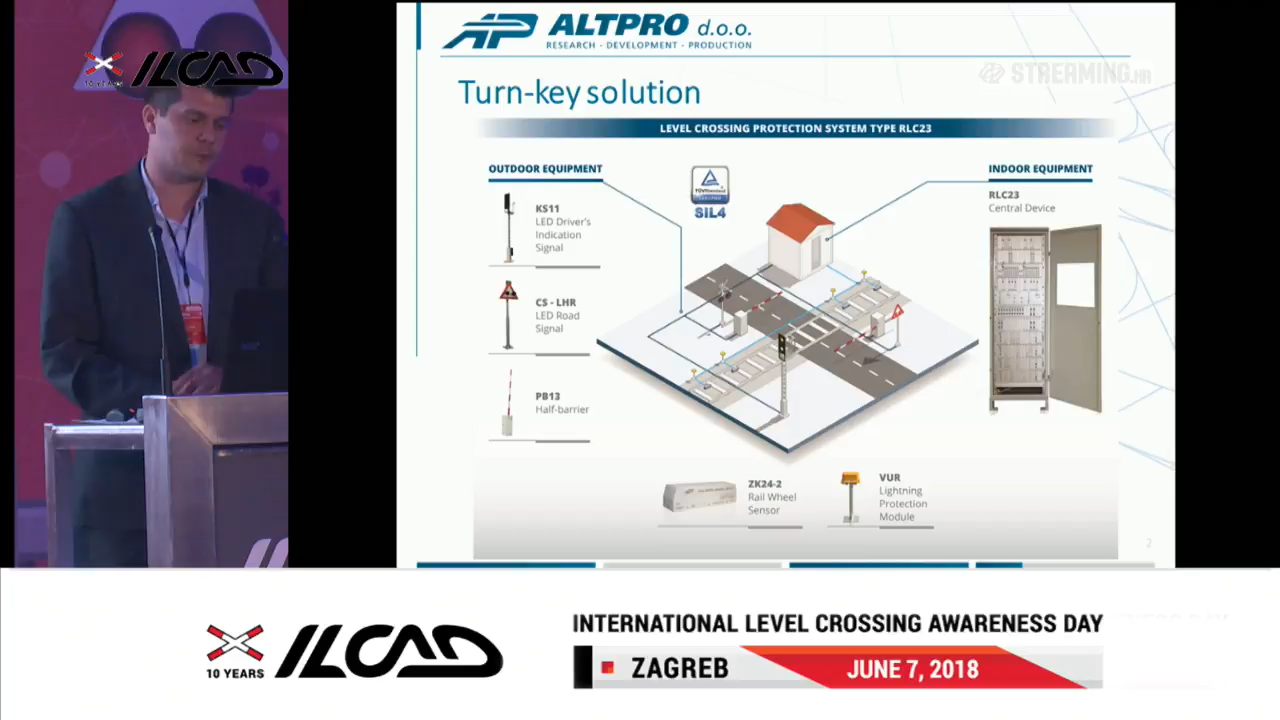 10 YEARS ILCAD
ALTPRO d.o.o.
RESEARCH - DEVELOPMENT - PRODUCTION
STREAMING.HR
Turn-key solution
LEVEL CROSSING PROTECTION SYSTEM TYPE RLC23
OUTDOOR EQUIPMENT
KS11
LED Driver's
Indication
Signal
CS - LHR
LED Road
Signal
PB13
Half-barrier
SIL4
INDOOR EQUIPMENT
RLC23
Central Device
ZK24-2
Rail Wheel
Sensor
VUR
Lightning
Protection
Module
2
10 YEARS
ILCAD
INTERNATIONAL LEVEL CROSSING AWARENESS DAY
ZAGREB
JUNE 7, 2018